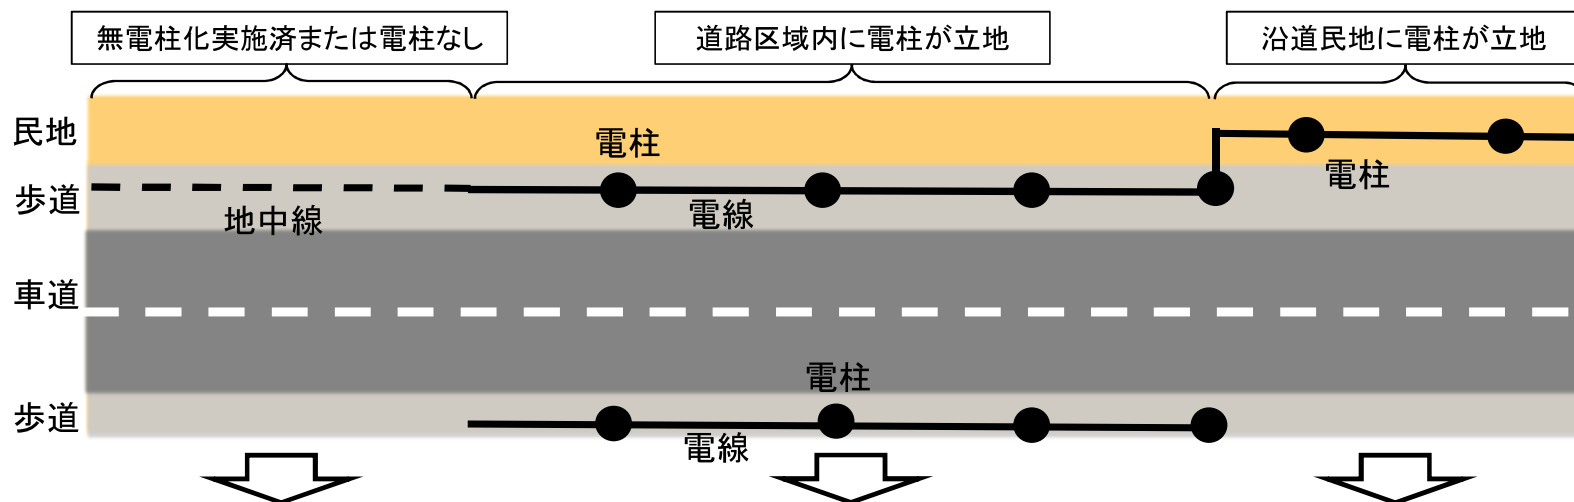 無電柱化実施済または電柱なし
道路区域内に電柱が立地
沿道民地に電柱が立地
民地
電柱
電柱
歩道
地中線
電線
車道
電柱
歩道
電線